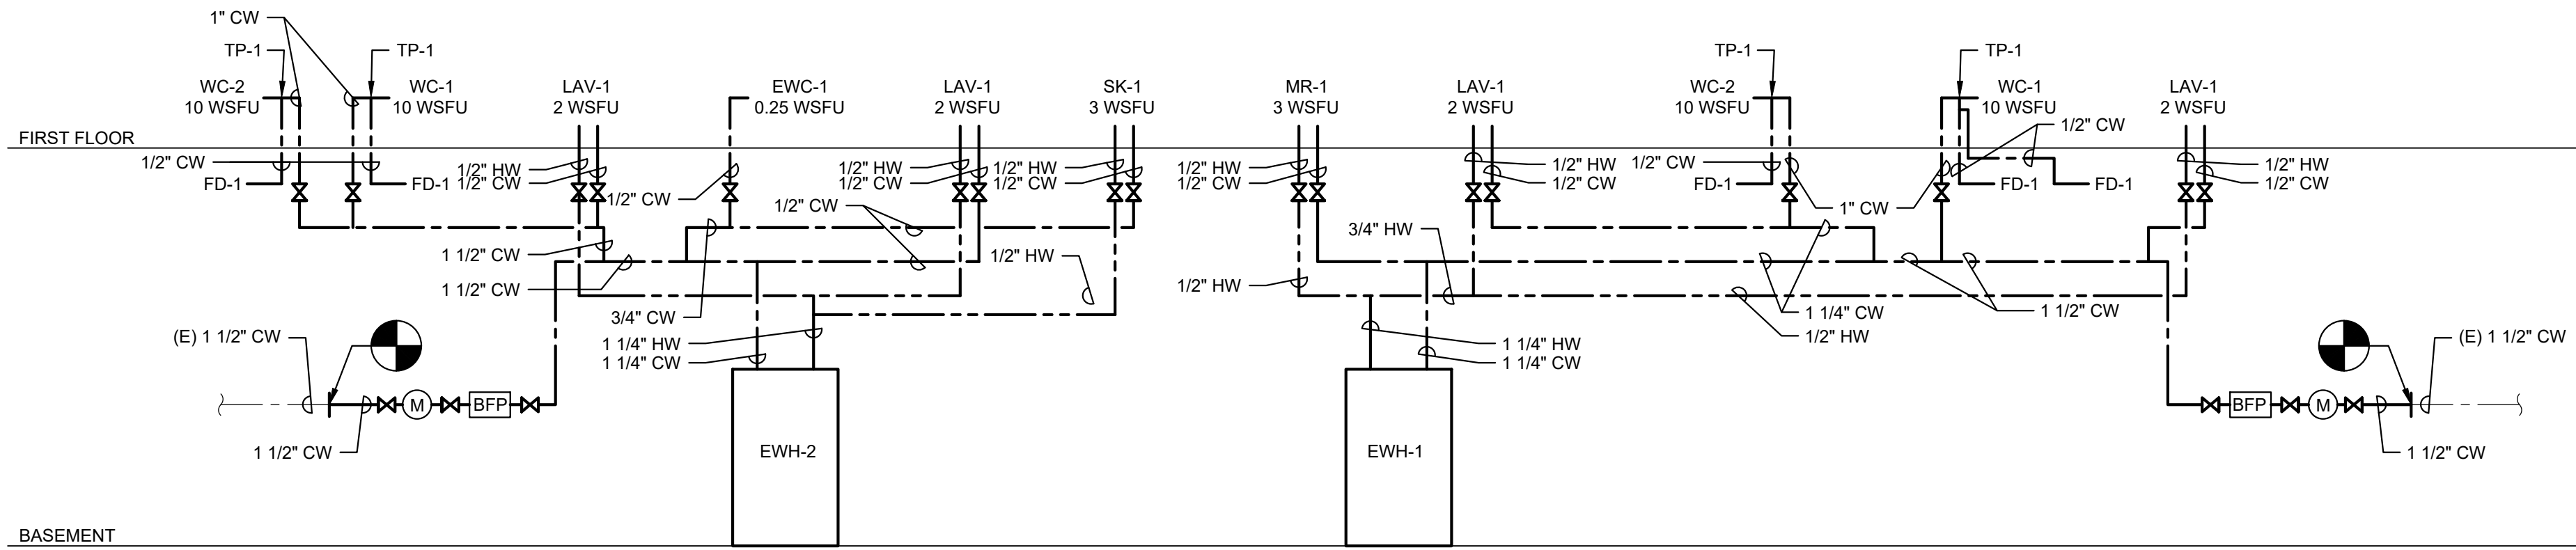 1" CW
TP-1
TP-1
TP-1
TP-1
WC-2
10 WSFU
WC-1
10 WSFU
LAV-1
2 WSFU
EWC-1
0.25 WSFU
LAV-1
2 WSFU
SK-1
3 WSFU
MR-1
3 WSFU
LAV-1
2 WSFU
WC-2
10 WSFU
WC-1
10 WSFU
LAV-1
2 WSFU
FIRST FLOOR
1/2" CW
1/2" CW
1/2" HW
1/2" CW
1/2" HW
1/2" CW
1/2" HW
1/2" CW
1/2" HW
1/2" CW
1/2" HW
1/2" CW
1/2" CW
1/2" HW
1/2" CW
FD-1
FD-1
FD-1
FD-1
FD-1
1/2" CW
1/2" CW
1" CW
3/4" HW
1 1/2" CW
1/2" HW
1 1/2" CW
1/2" HW
3/4" CW
1 1/4" CW
1 1/2" CW
(E) 1 1/2" CW
1 1/4" HW
1 1/4" CW
1 1/4" HW
1 1/4" CW
1/2" HW
(E) 1 1/2" CW
M
BFP
BFP
M
1 1/2" CW
EWH-2
EWH-1
1 1/2" CW
BASEMENT